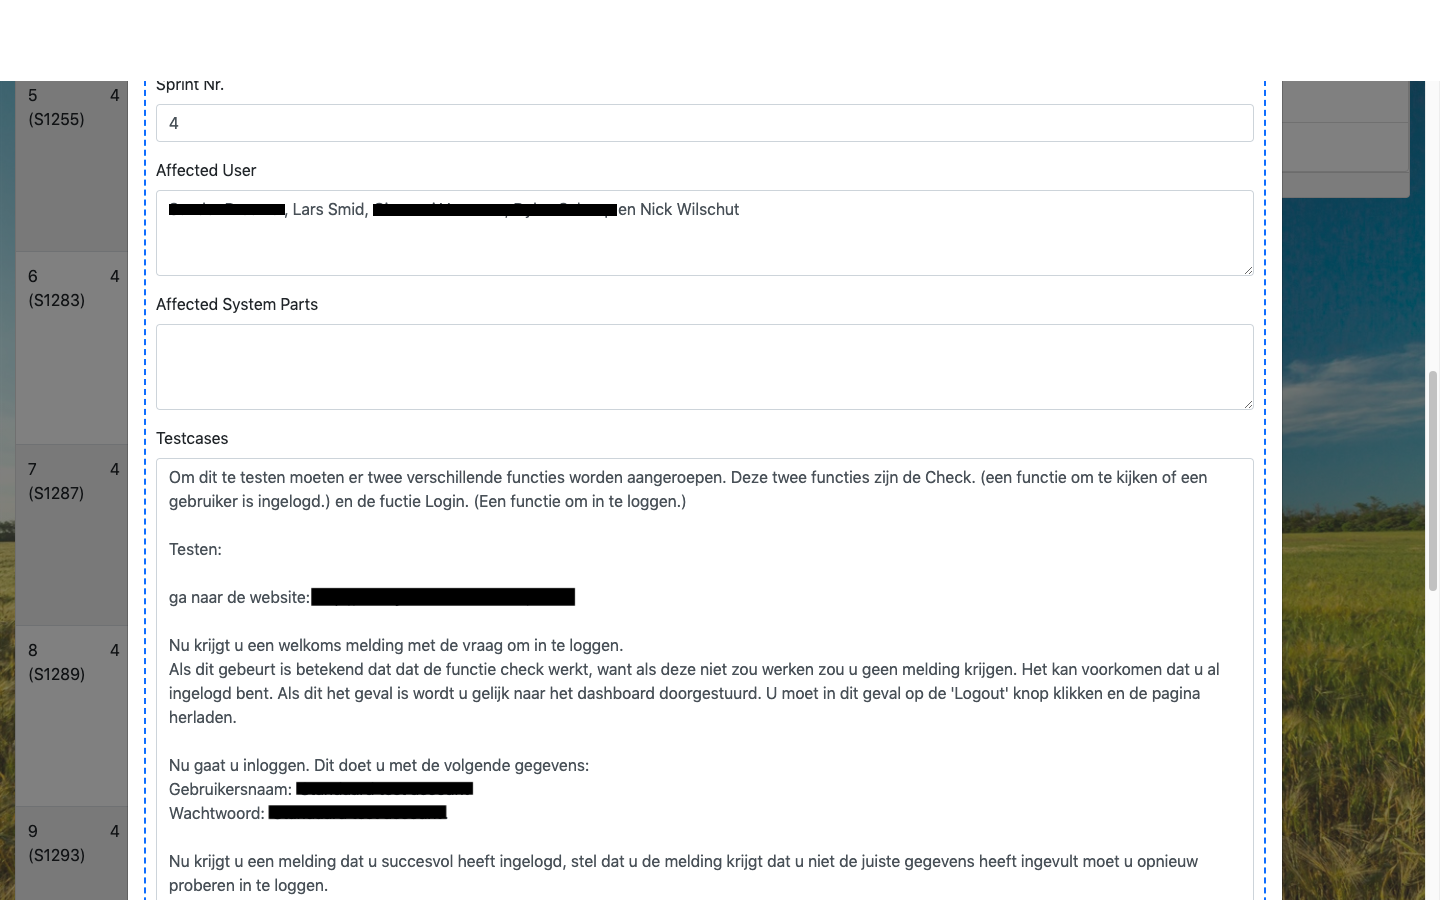 Sprint Nr.
5 4
(S1255)
4
Affected User
, Lars Smid, en Nick Wilschut
6 4
(S1283)
Affected System Parts
Testcases
7 4
(S1287)
Om dit te testen moeten er twee verschillende functies worden aangeroepen. Deze twee functies zijn de Check. (een functie om te kijken of een
gebruiker is ingelogd.) en de fuctie Login. (Een functie om in te loggen.)
Testen:
ga naar de website:
8 4
(S1289)
Nu krijgt u een welkoms melding met de vraag om in te loggen.
Als dit gebeurt is betekend dat dat de functie check werkt, want als deze niet zou werken zou u geen melding krijgen. Het kan voorkomen dat u al
ingelogd bent. Als dit het geval is wordt u gelijk naar het dashboard doorgestuurd. U moet in dit geval op de 'Logout' knop klikken en de pagina
herladen.
Nu gaat u inloggen. Dit doet u met de volgende gegevens:
Gebruikersnaam:
Wachtwoord:
9 4
(S1293)
Nu krijgt u een melding dat u succesvol heeft ingelogd, stel dat u de melding krijgt dat u niet de juiste gegevens heeft ingevult moet u opnieuw
proberen in te loggen.